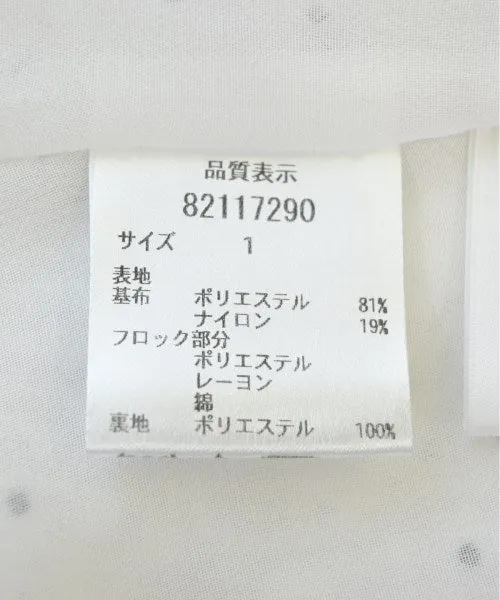 品質表示
82117290
サイズ 1
表地
基布 ポリエステル 81%
ナイロン 19%
フロック部分
ポリエステル
レーヨン
綿
裏地 ポリエステル 100%